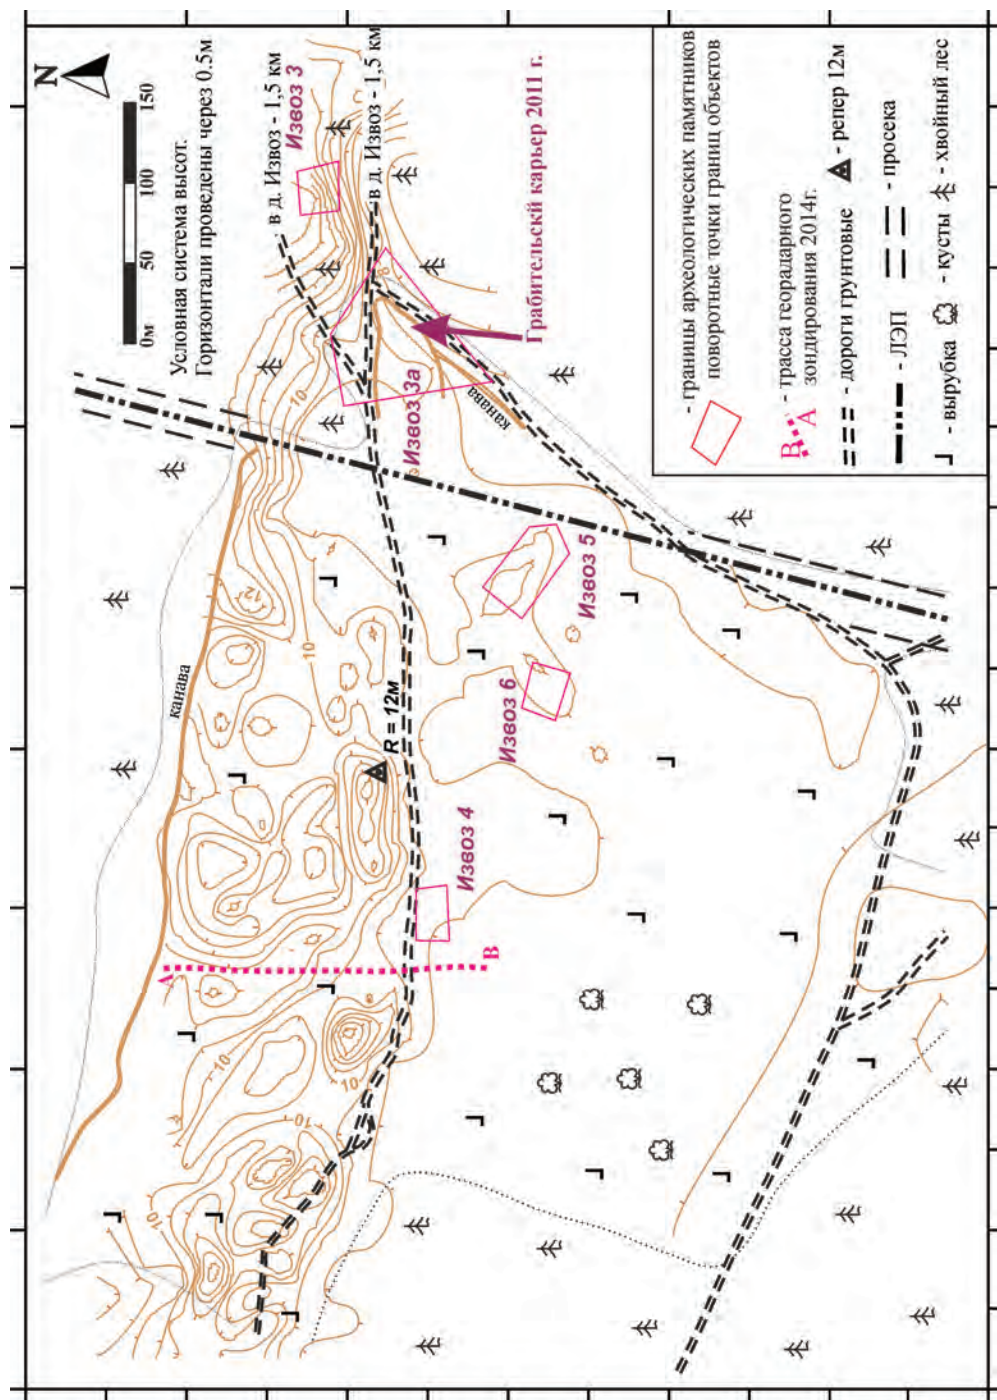 N
0м 50 100 150
Условная система высот.
Горизонтали проведены через 0.5м
в д. Извоз - 1,5 км
Извоз 3
в д. Извоз - 1,5 км
канава
А
В
10
10
10
10
10
10
12
8
R = 12м
Извоз 3а
канава
Грабительскй карьер 2011 г.
Извоз 4
Извоз 6
Извоз 5
- границы археологических памятников
поворотные точки границ объектов
В А - трасса георадарного
зондирования 2014г.
- дороги грунтовые - репер 12м
- ЛЭП - просека
- вырубка - кусты - хвойный лес